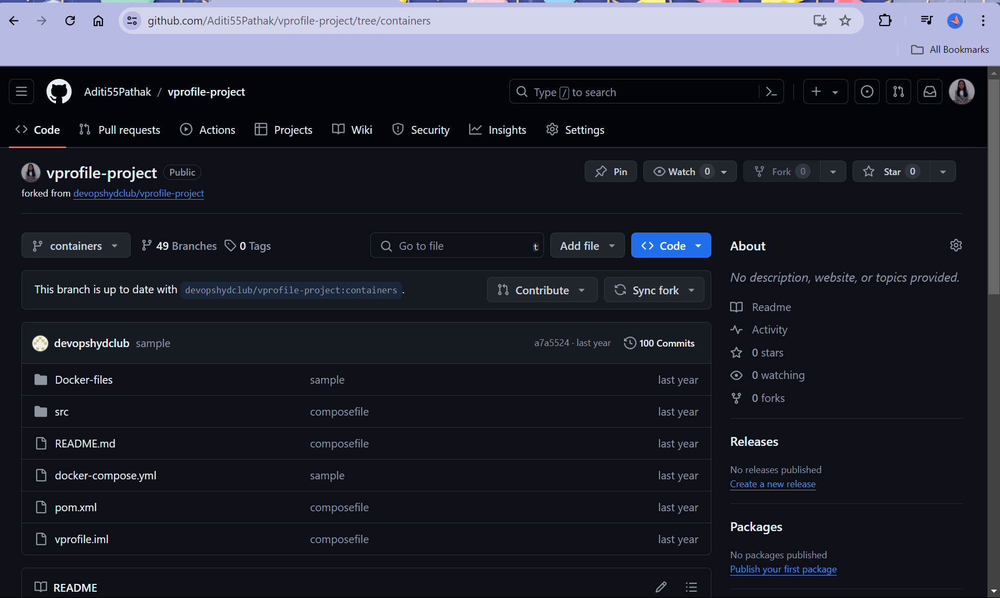 github.com/Aditi55Pathak/vprofile-project/tree/containers
All Bookmarks
Aditi55Pathak / vprofile-project
Type / to search
Code Pull requests Actions Projects Wiki Security Insights Settings
vprofile-project Public
Pin Watch 0 Fork 0 Star 0
forked from devopshydclub/vprofile-project
containers 49 Branches 0 Tags Go to file t Add file Code
This branch is up to date with devopshydclub/vprofile-project:containers . Contribute Sync fork
devopshydclub sample a7a5524 · last year 100 Commits
Docker-files sample last year
src composefile last year
README.md composefile last year
docker-compose.yml sample last year
pom.xml composefile last year
vprofile.iml composefile last year
README
About
No description, website, or topics provided.
Readme
Activity
0 stars
0 watching
0 forks
Releases
No releases published
Create a new release
Packages
No packages published
Publish your first package